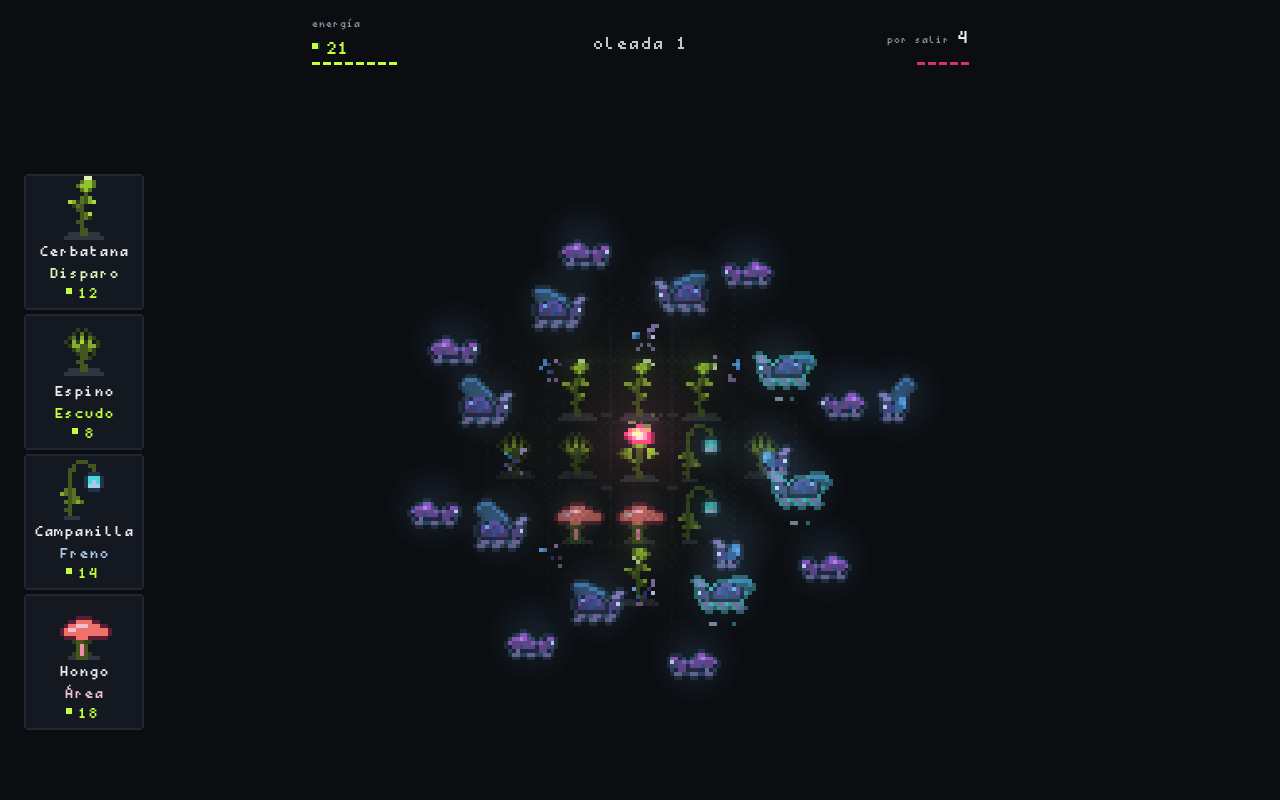 energía
21
oleada 1
por salir 4
Cerbatana
Disparo
12
Espino
Escudo
8
Campanilla
Freno
14
Hongo
Área
18